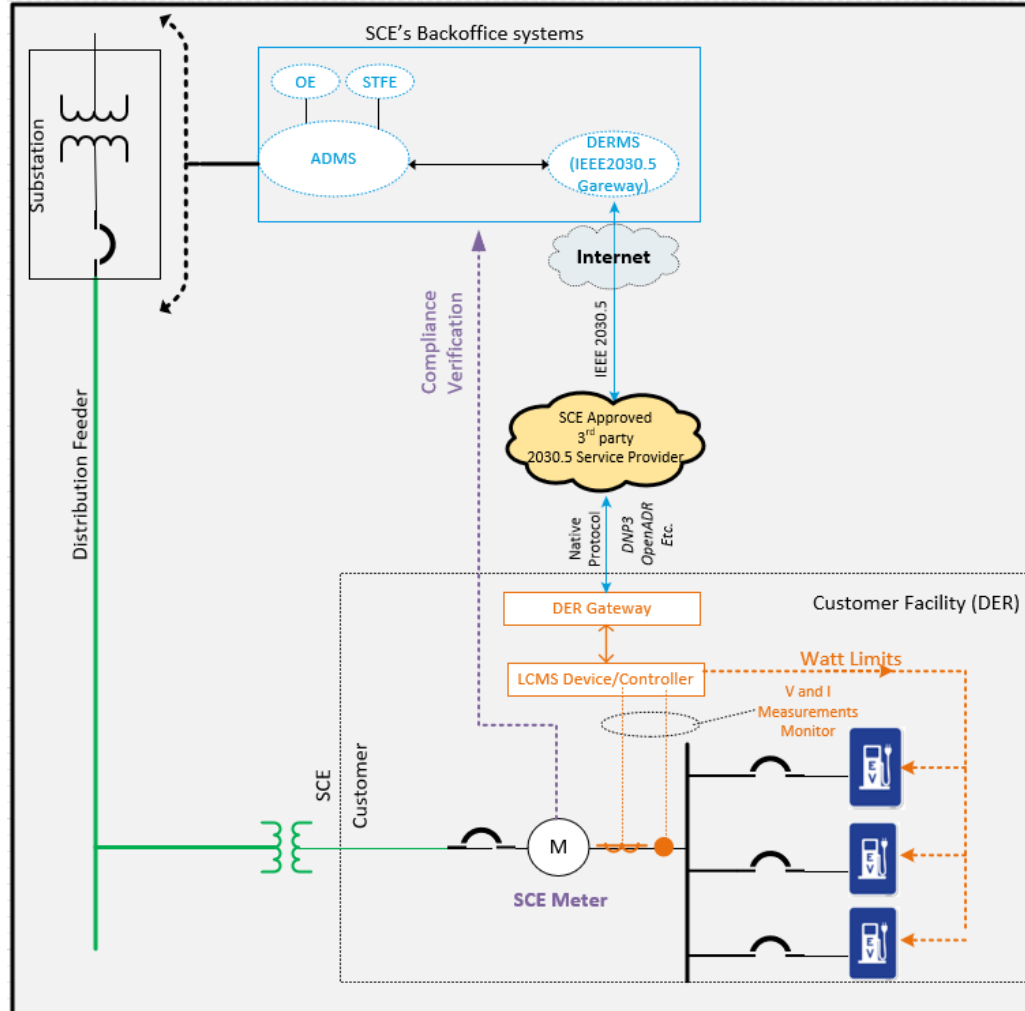 SCE's Backoffice systems
OE
STFE
ADMS
DERMS
(IEEE2030.5
Gareway)
Substation
Internet
Compliance
Verification
IEEE 2030.5
SCE Approved
3rd party
2030.5 Service Provider
Distribution Feeder
Native
Protocol
DNP3
OpenADR
Etc.
DER Gateway
Customer Facility (DER)
LCMS Device/Controller
Watt Limits
V and I
Measurements
Monitor
SCE
Customer
M
SCE Meter
EV
EV
EV